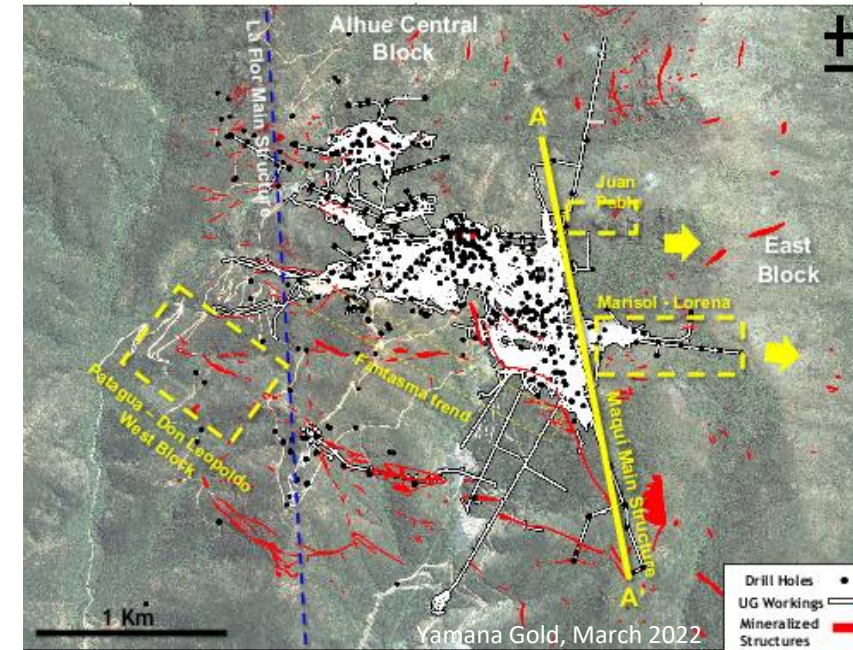 Alhue Central
Block
La Flor Main Structure
A
Juan
Pablo
East
Block
Marisol - Lorena
Fantasma trend
Patagua – Don Leopoldo
West Block
Maqui Main Structure
A'
1 Km
Yamana Gold, March 2022
Drill Holes
UG Workings
Mineralized
Structures